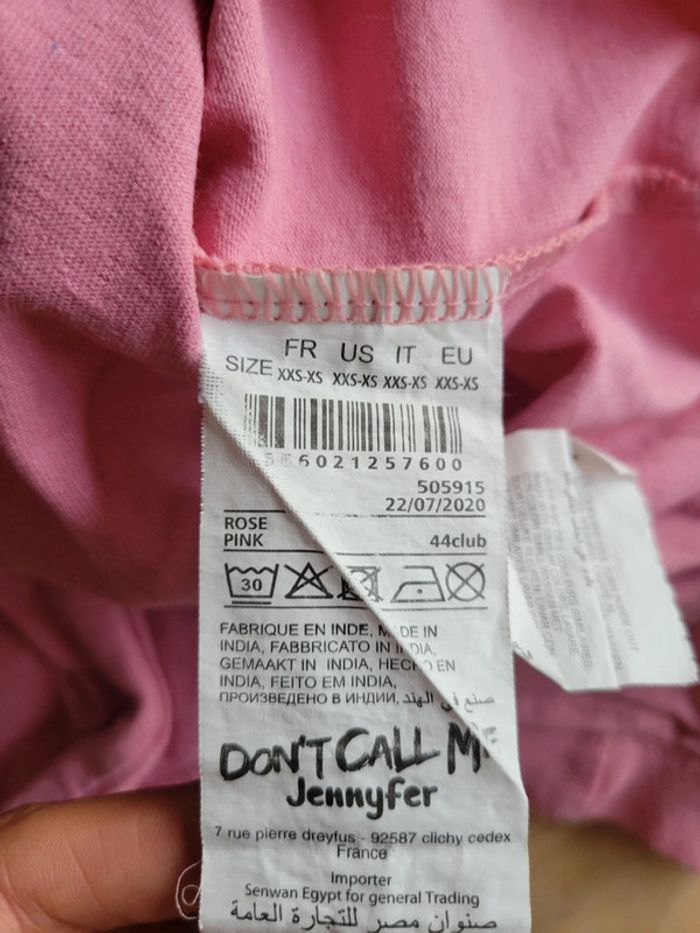 FR US IT EU
SIZE XXS-XS XXS-XS XXS-XS XXS-XS
6021257600
505915
22/07/2020
ROSE
PINK 44club
30
FABRIQUE EN INDE, MADE IN
INDIA, FABBRICATO IN INDIA,
GEMAAKT IN INDIA, HECHO EN
INDIA, FEITO EM INDIA,
ПРОИЗВЕДЕНО В ИНДИИ, صنع في الهند
DON'T CALL M
Jennyfer
7 rue pierre dreyfus - 92587 clichy cedex
France
Importer
Senwan Egypt for general Trading
صنوان مصر للتجارة العامة